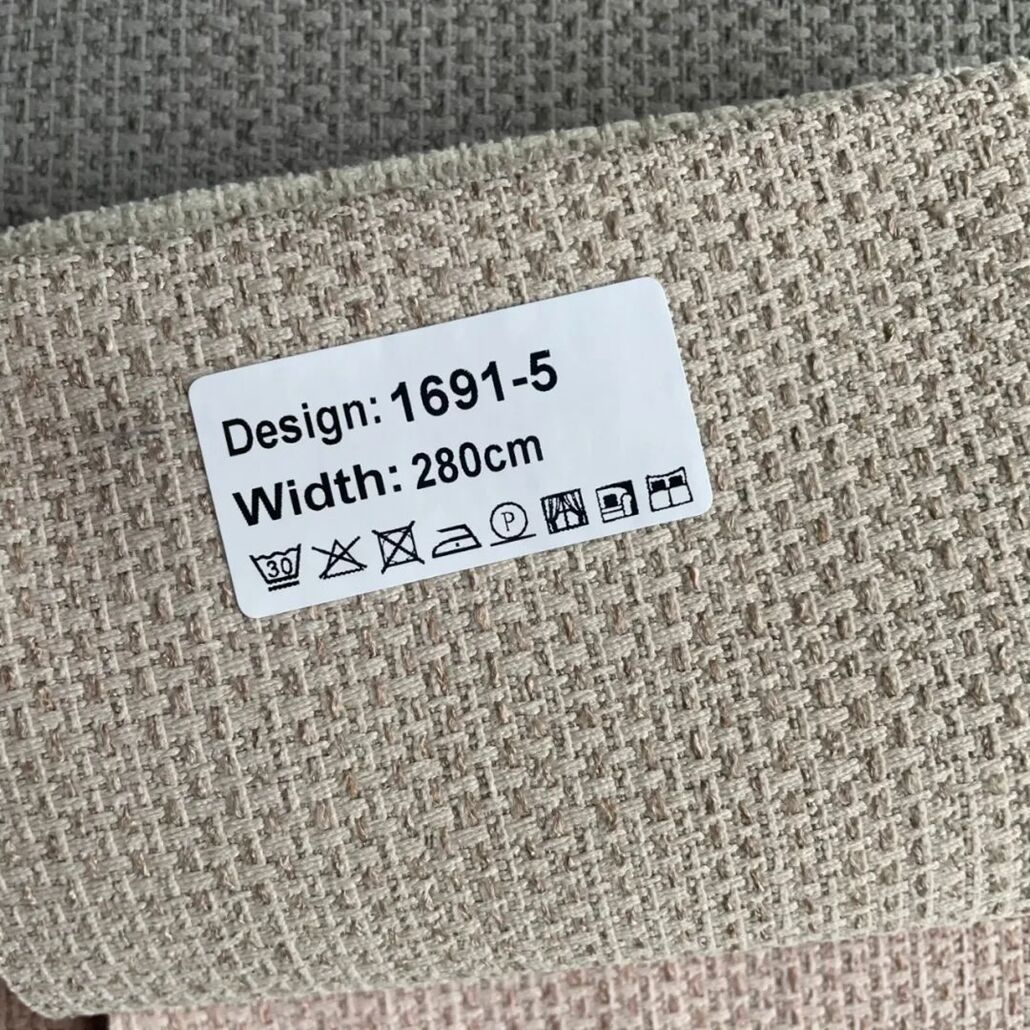 Design: 1691-5
Width: 280cm
30 P